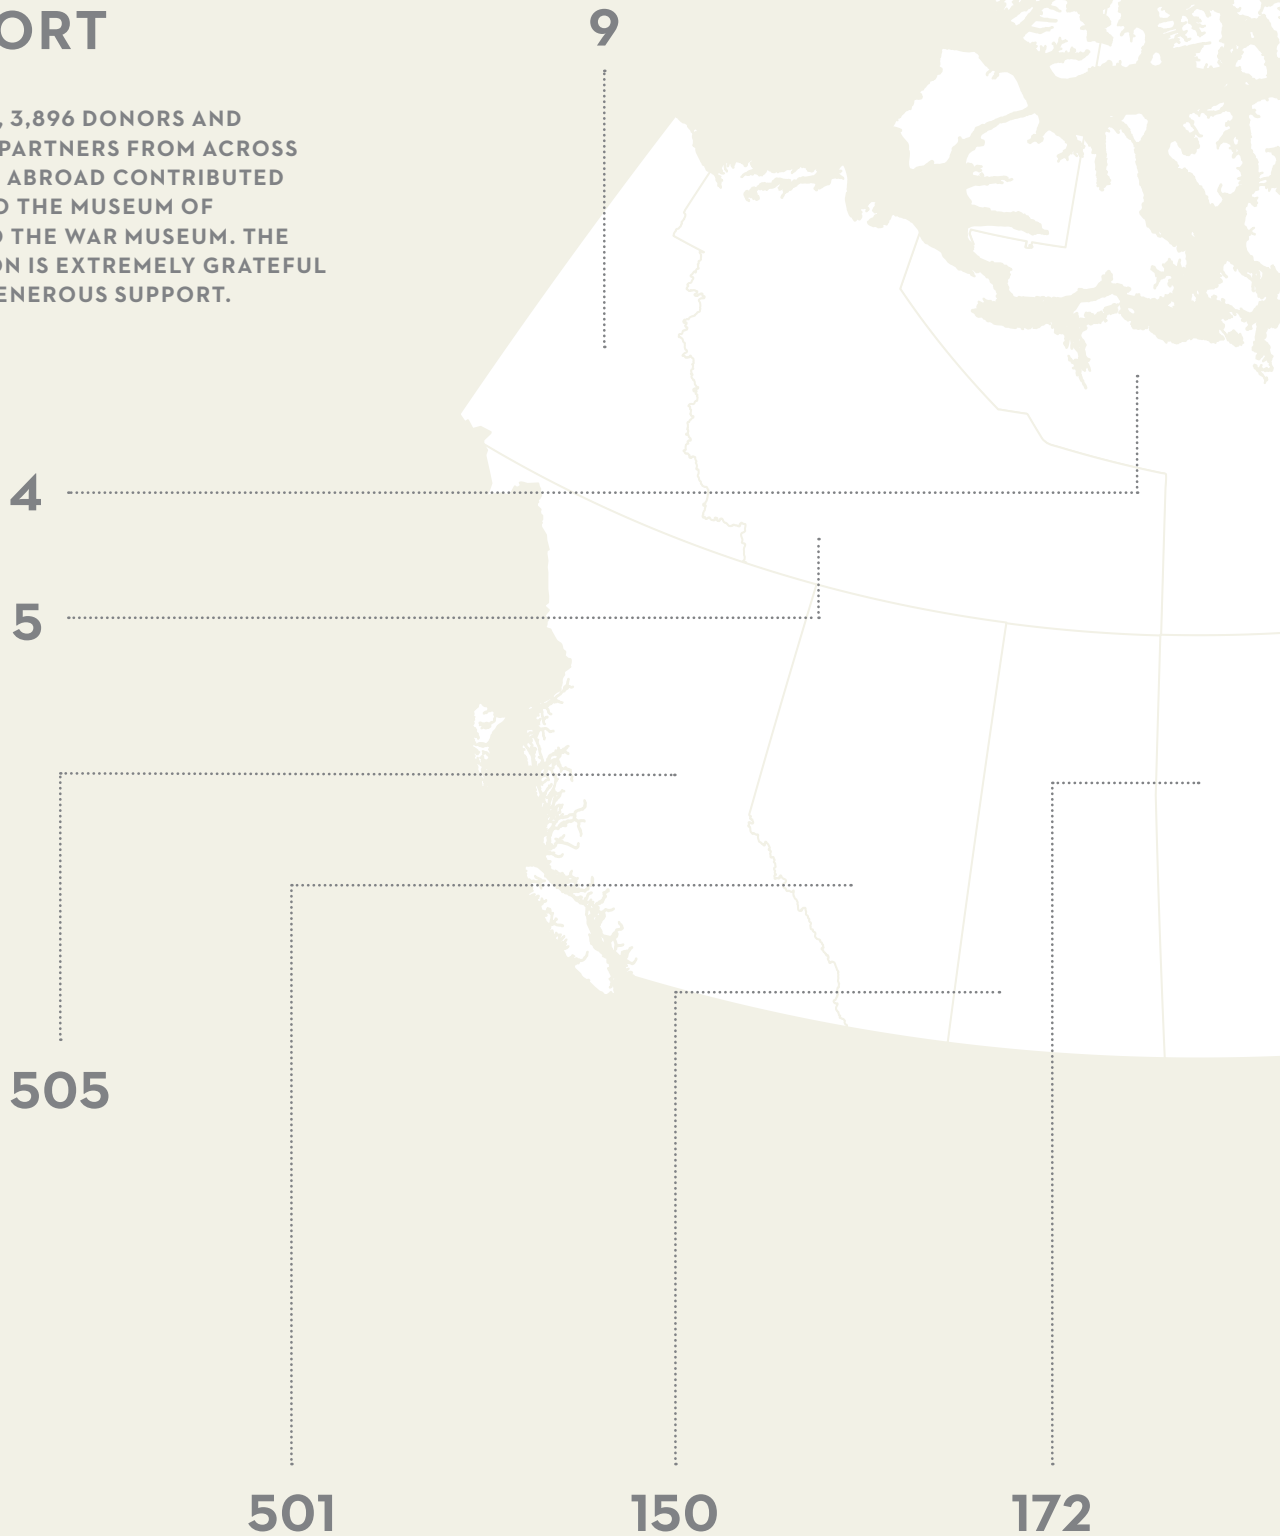 ORT
9
, 3,896 DONORS AND
PARTNERS FROM ACROSS
ABROAD CONTRIBUTED
THE MUSEUM OF
THE WAR MUSEUM. THE
ON IS EXTREMELY GRATEFUL
ENEROUS SUPPORT.
4
5
505
501
150
172